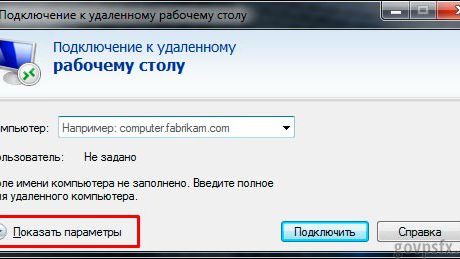 Подключение к удаленному рабочему столу
Подключение к удаленному
рабочему столу
мпьютер:
Например: computer.fabrikam.com
льзователь: Не задано
оле имени компьютера не заполнено. Введите полное
я удаленного компьютера.
Показать параметры
Подключить
Справка
govpsfx